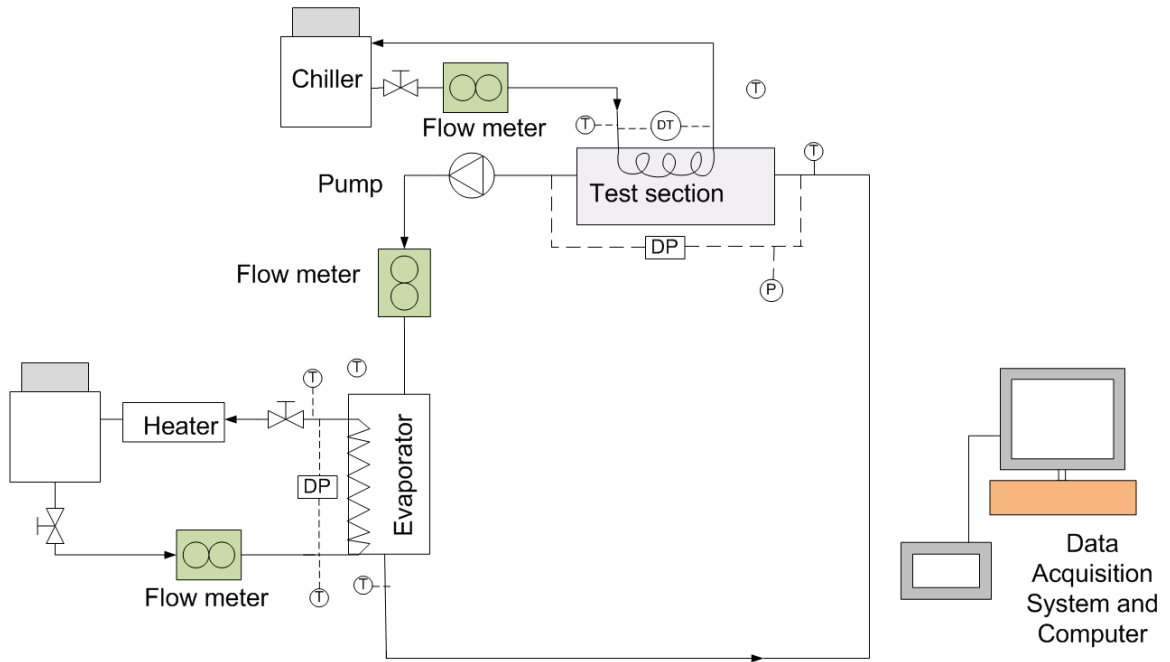 Chiller
Flow meter
T
T
DT
T
Pump
Test section
DP
P
Flow meter
T
T
Heater
DP
Evaporator
Flow meter
T
T
Data
Acquisition
System and
Computer